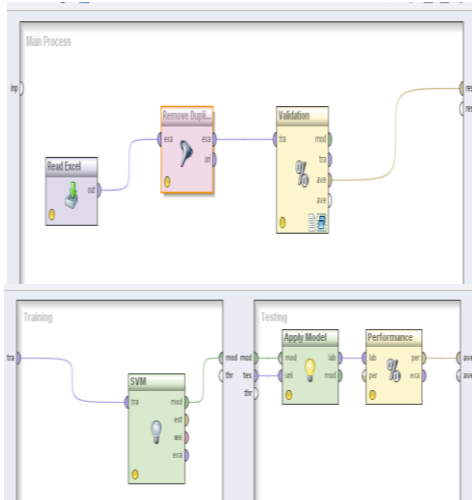 Main Process
inp
res
res
Remove Dupli...
exa
exa
ori
Validation
tra
mod
tra
ave
ave
Read Excel
out
Training
tra
mod
thr
SVM
tra
mod
est
wei
exa
Testing
mod
tes
thr
Apply Model
mod
lab
unl
mod
Performance
lab
per
per
exa
ave
ave